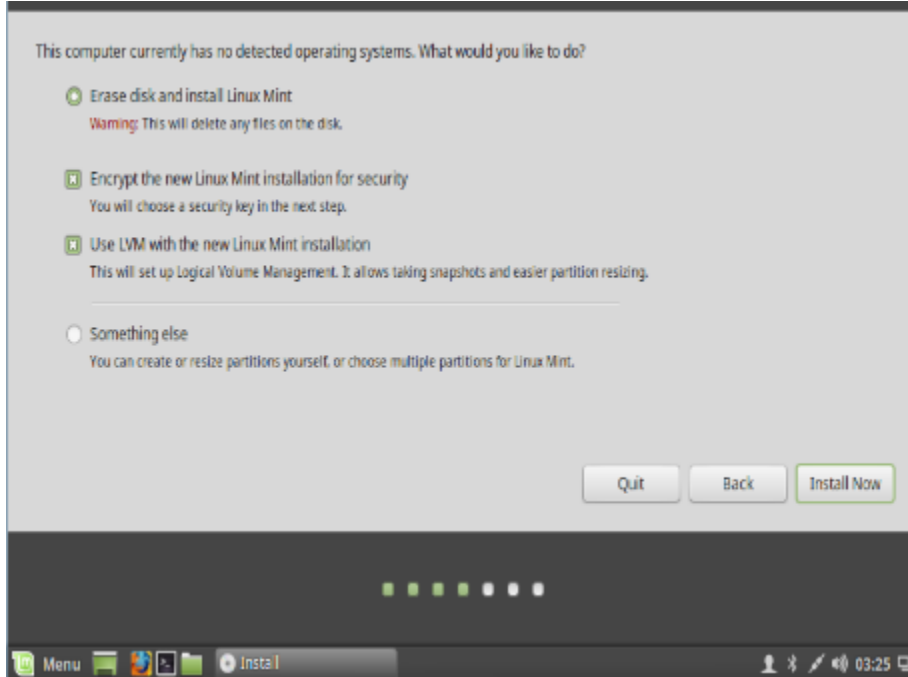 This computer currently has no detected operating systems. What would you like to do?
Erase disk and install Linux Mint
Warning: This will delete any files on the disk.
Encrypt the new Linux Mint installation for security
You will choose a security key in the next step.
Use LVM with the new Linux Mint installation
This will set up Logical Volume Management. It allows taking snapshots and easier partition resizing.
Something else
You can create or resize partitions yourself, or choose multiple partitions for Linux Mint.
Quit Back Install Now
Menu Install 03:25